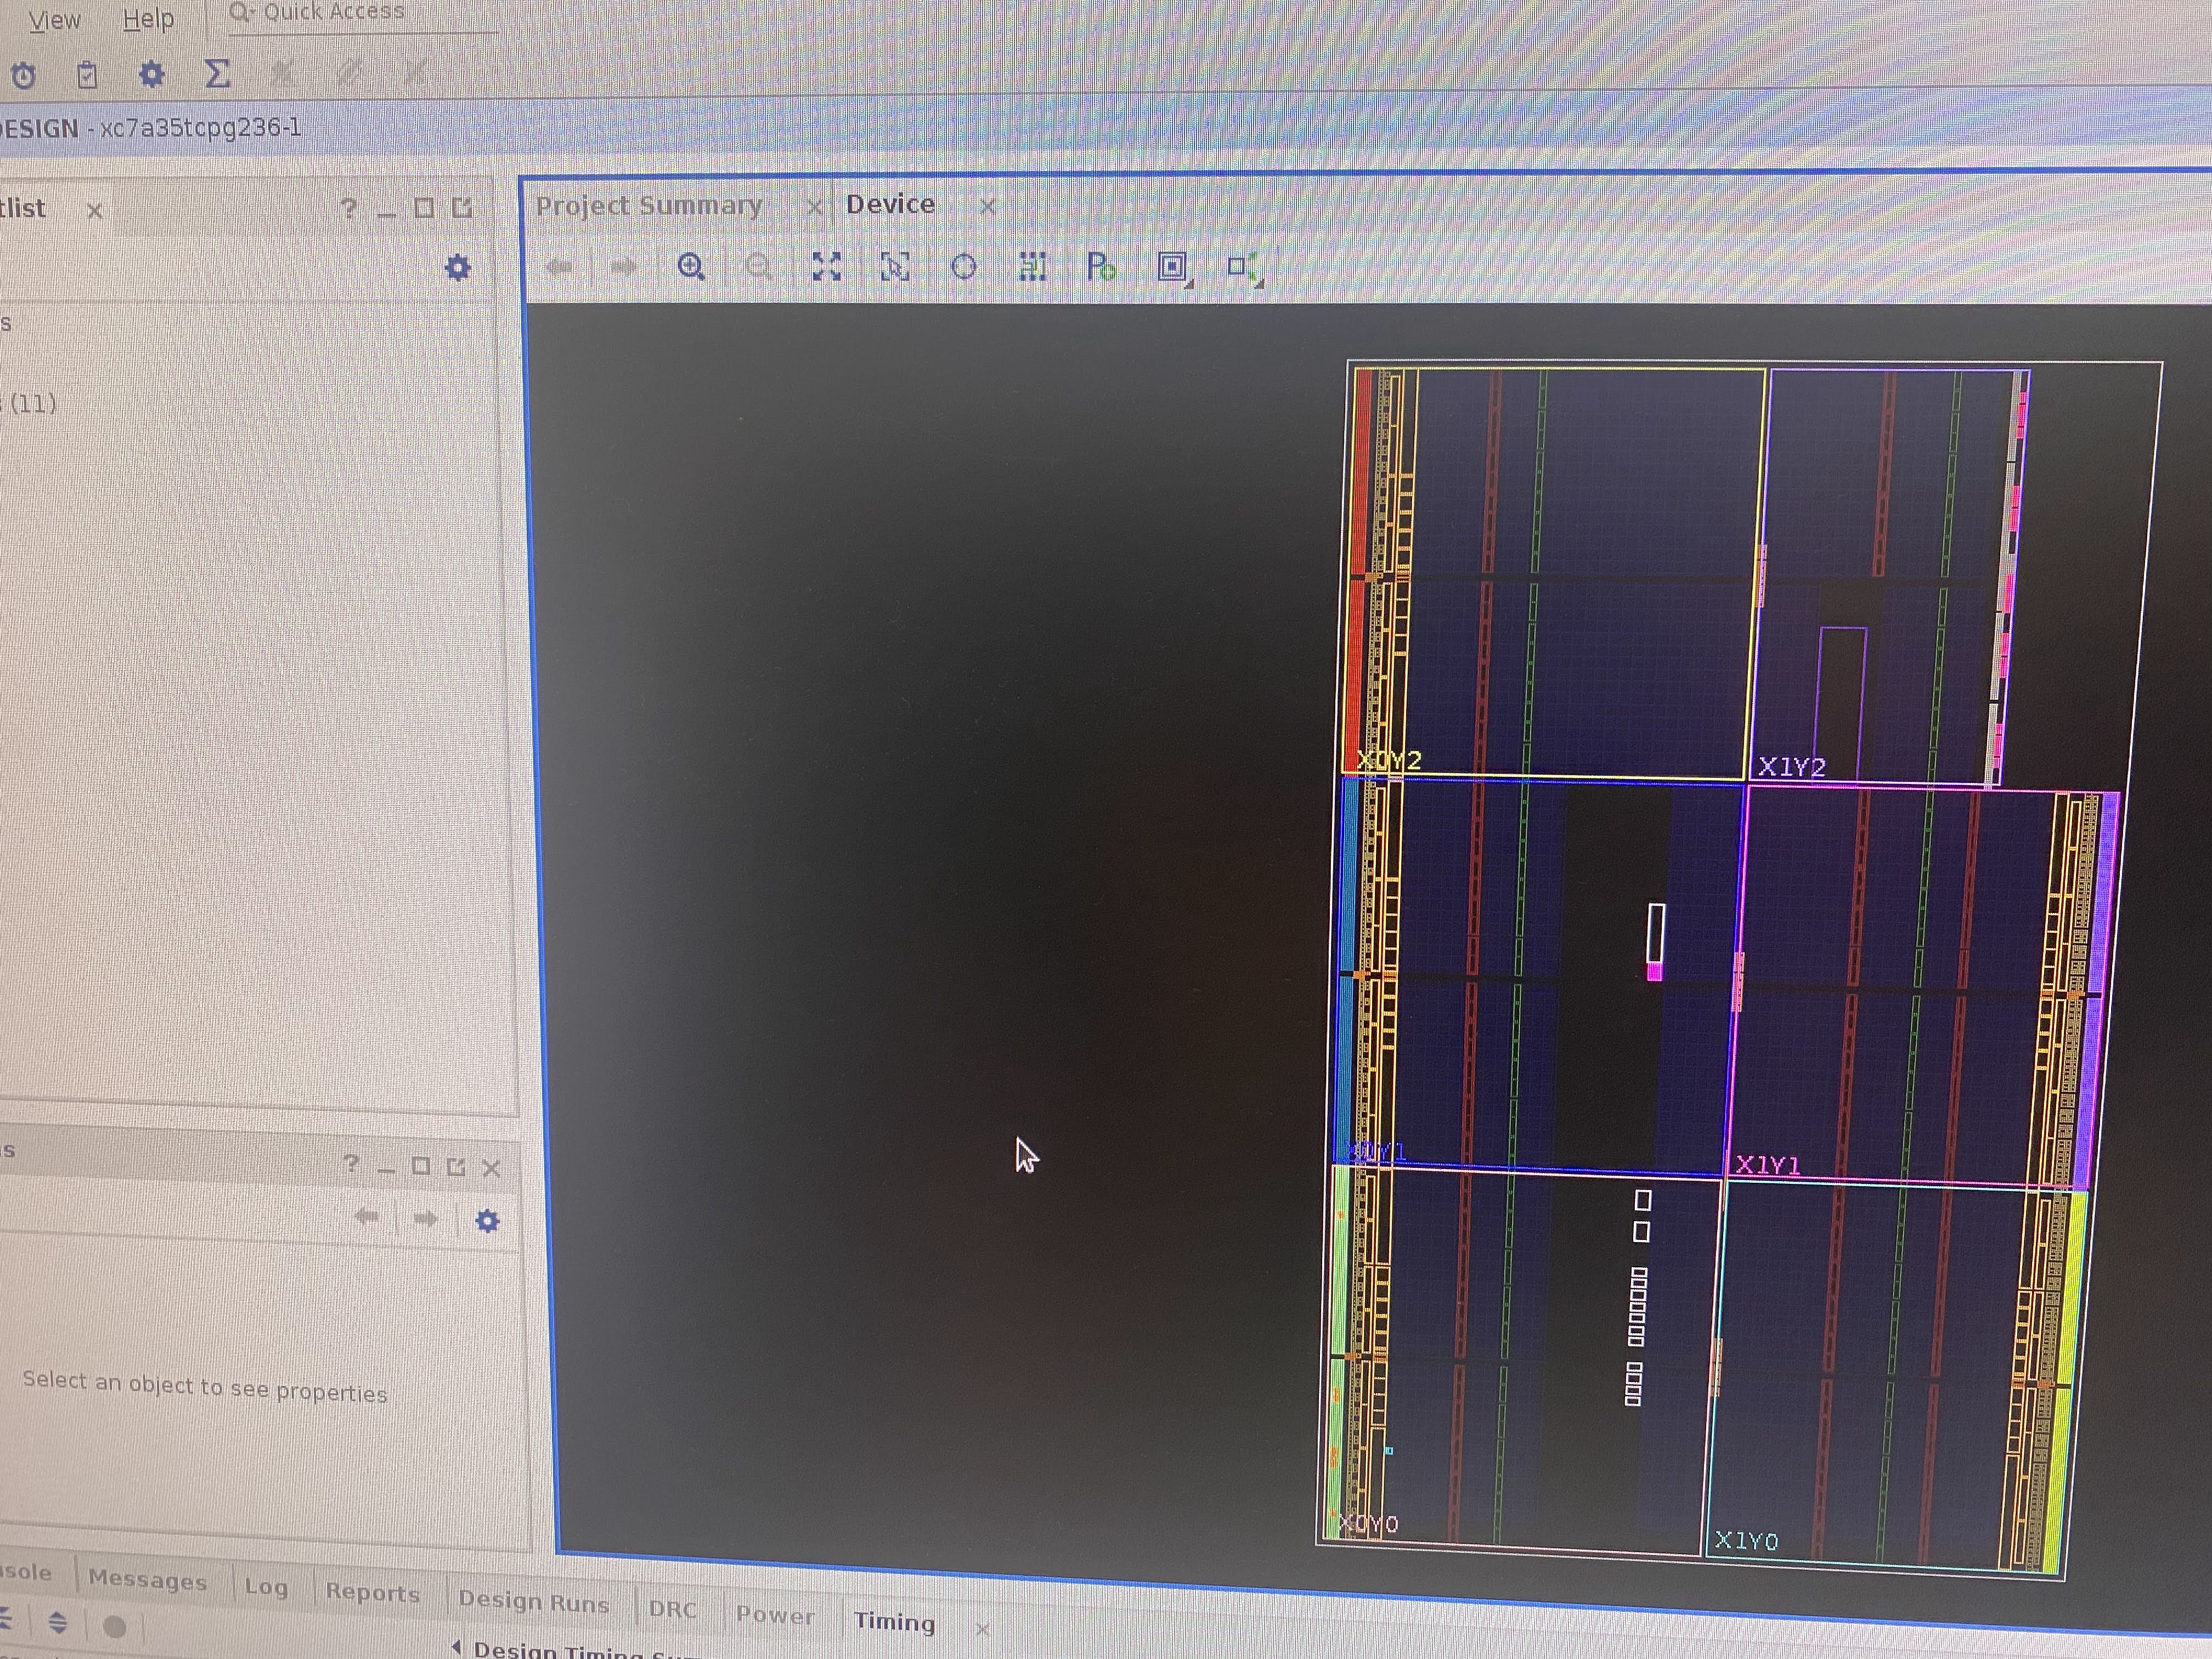 View Help Quick Access
ESIGN - xc7a35tcpg236-1
tlist
Project Summary Device
s
(11)
X0Y2
X1Y2
X0Y1
X1Y1
s
Select an object to see properties
X0Y0
X1Y0
sole Messages Log Reports Design Runs DRC Power Timing
Design Timing